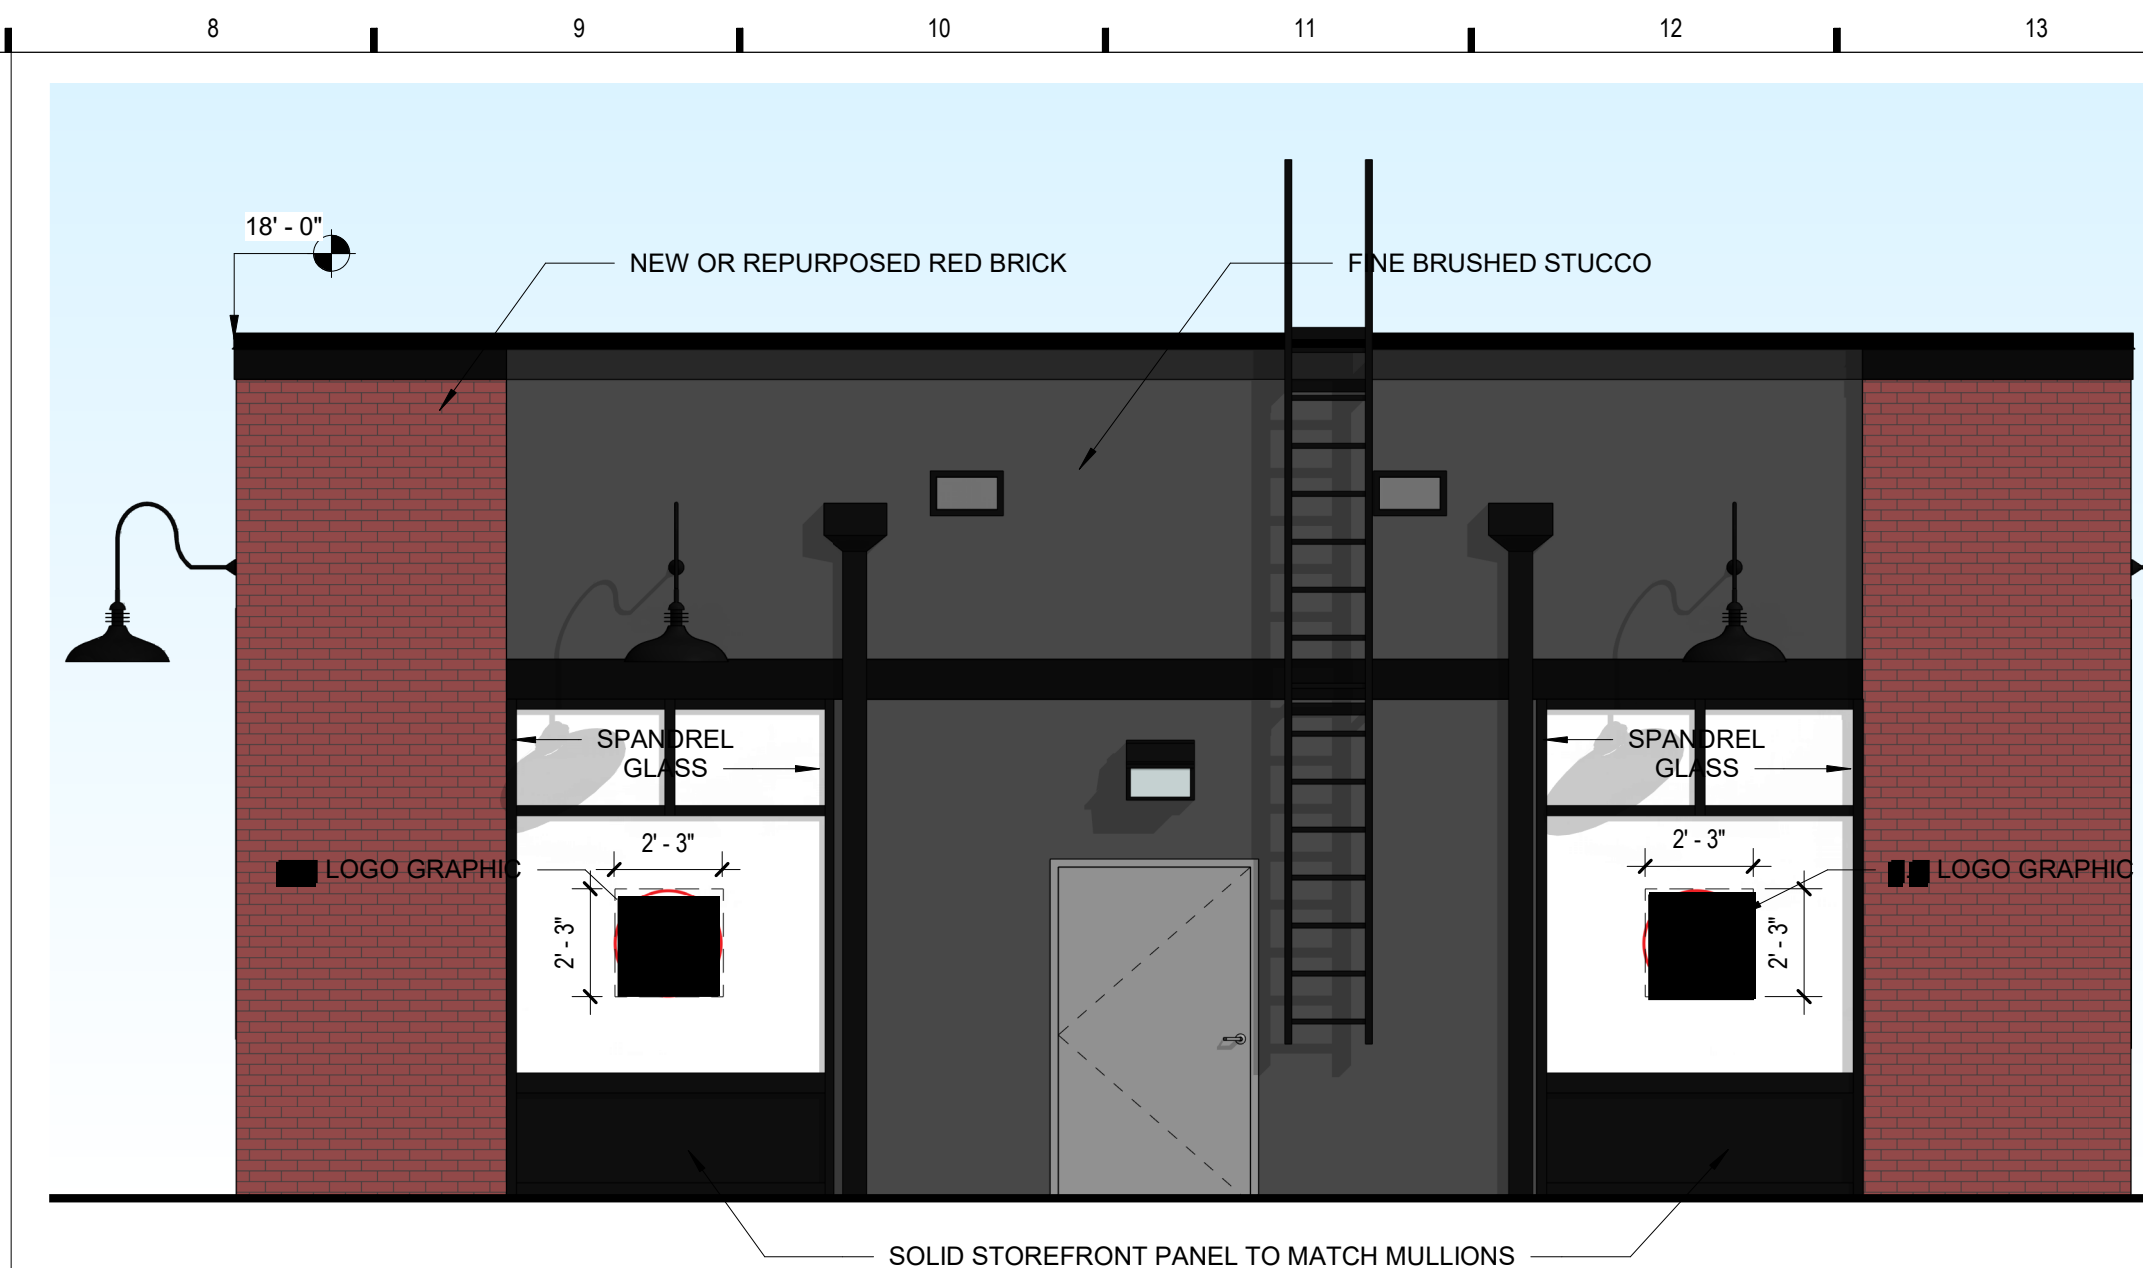 8 9 10 11 12 13
18' - 0"
NEW OR REPURPOSED RED BRICK
FINE BRUSHED STUCCO
SPANDREL
GLASS
SPANDREL
GLASS
2' - 3"
2' - 3"
LOGO GRAPHIC
LOGO GRAPHIC
2' - 3"
2' - 3"
SOLID STOREFRONT PANEL TO MATCH MULLIONS